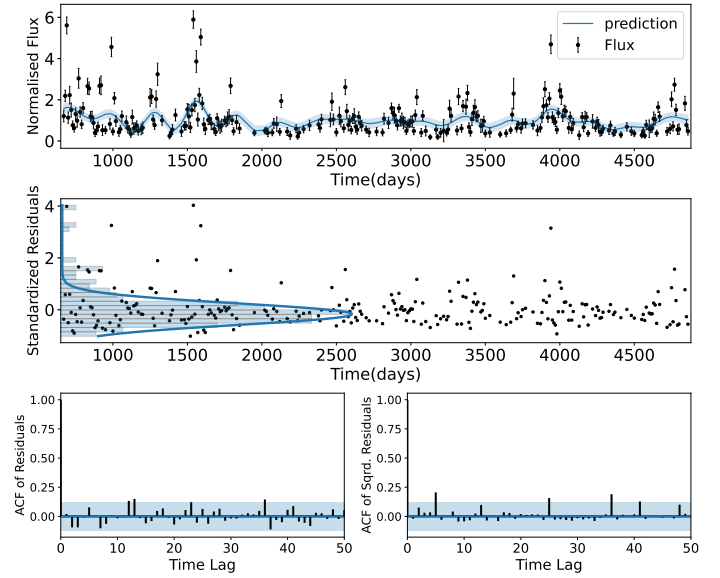 Normalised Flux
6
4
2
0
prediction
Flux
1000 1500 2000 2500 3000 3500 4000 4500
Time(days)
Standardized Residuals
4
2
0
1000 1500 2000 2500 3000 3500 4000 4500
Time(days)
ACF of Residuals
1.00
0.75
0.50
0.25
0.00
0 10 20 30 40 50
Time Lag
ACF of Sqrd. Residuals
1.00
0.75
0.50
0.25
0.00
0 10 20 30 40 50
Time Lag